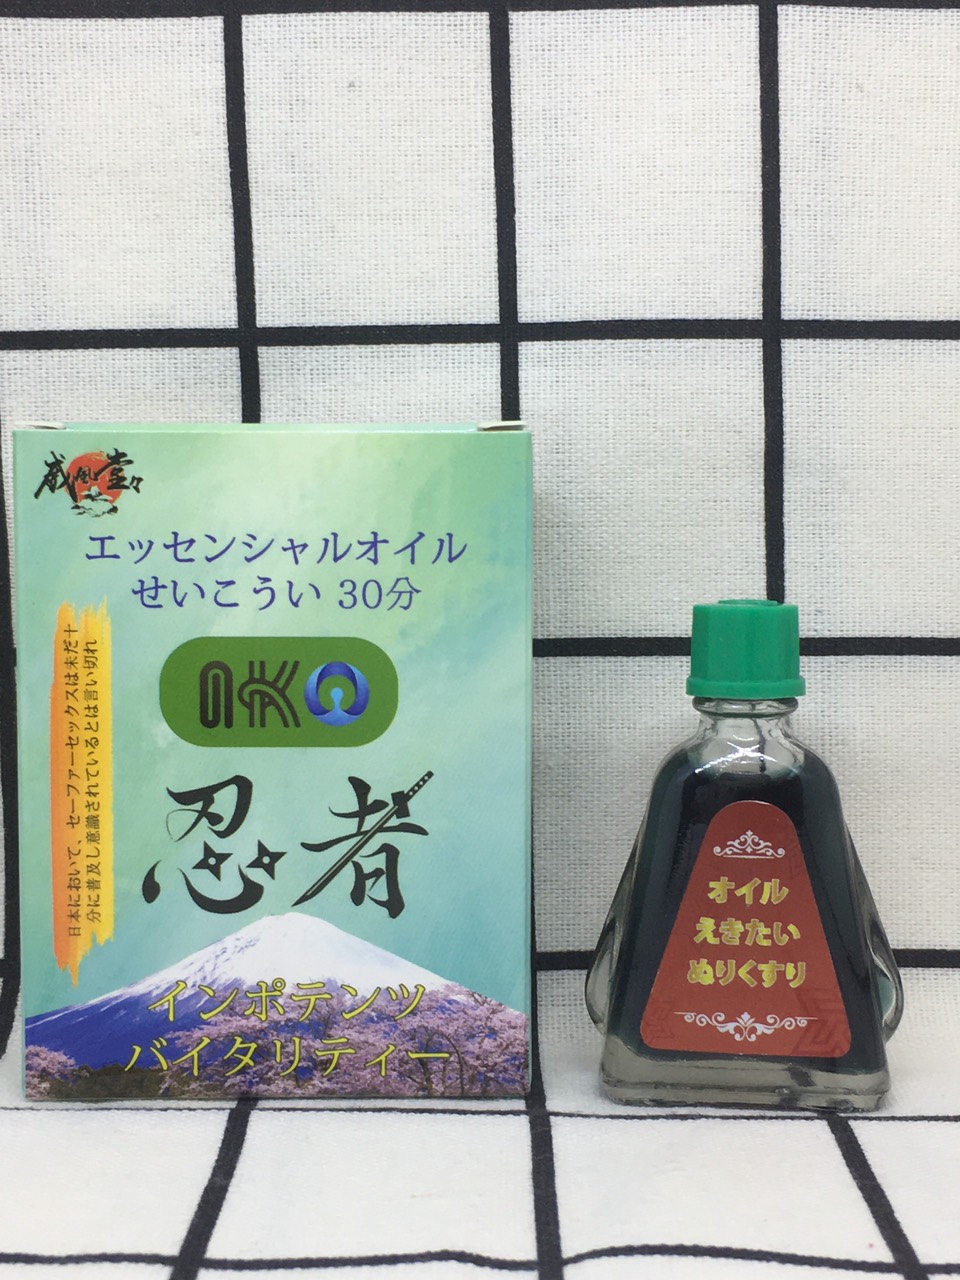 威風堂々
エッセンシャルオイル
せいこうい 30分
日本において、セーファーセックスは未だ十
分に普及し意識されているとは言い切れ
忍者
インポテンツ
バイタリティー
オイル
えきたい
ぬりくすり